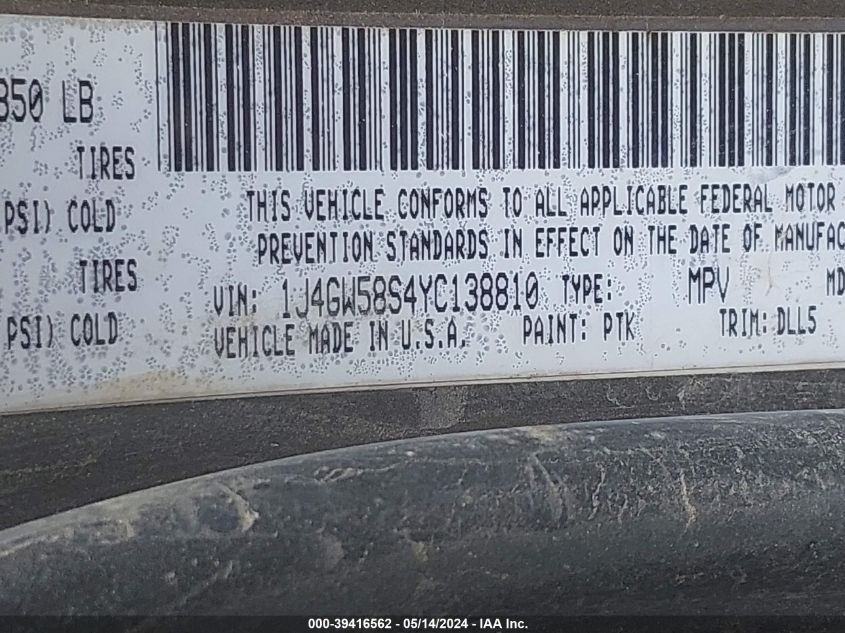 850 LB
TIRES
PSI) COLD
TIRES
PSI) COLD
THIS VEHICLE CONFORMS TO ALL APPLICABLE FEDERAL MOTOR
PREVENTION STANDARDS IN EFFECT ON THE DATE OF MANUFAC
VIN: 1J4GW58S4YC138810 TYPE: MPV MD
VEHICLE MADE IN U.S.A. PAINT: PTK TRIM: DLL5
000-39416562 - 05/14/2024 - IAA Inc.